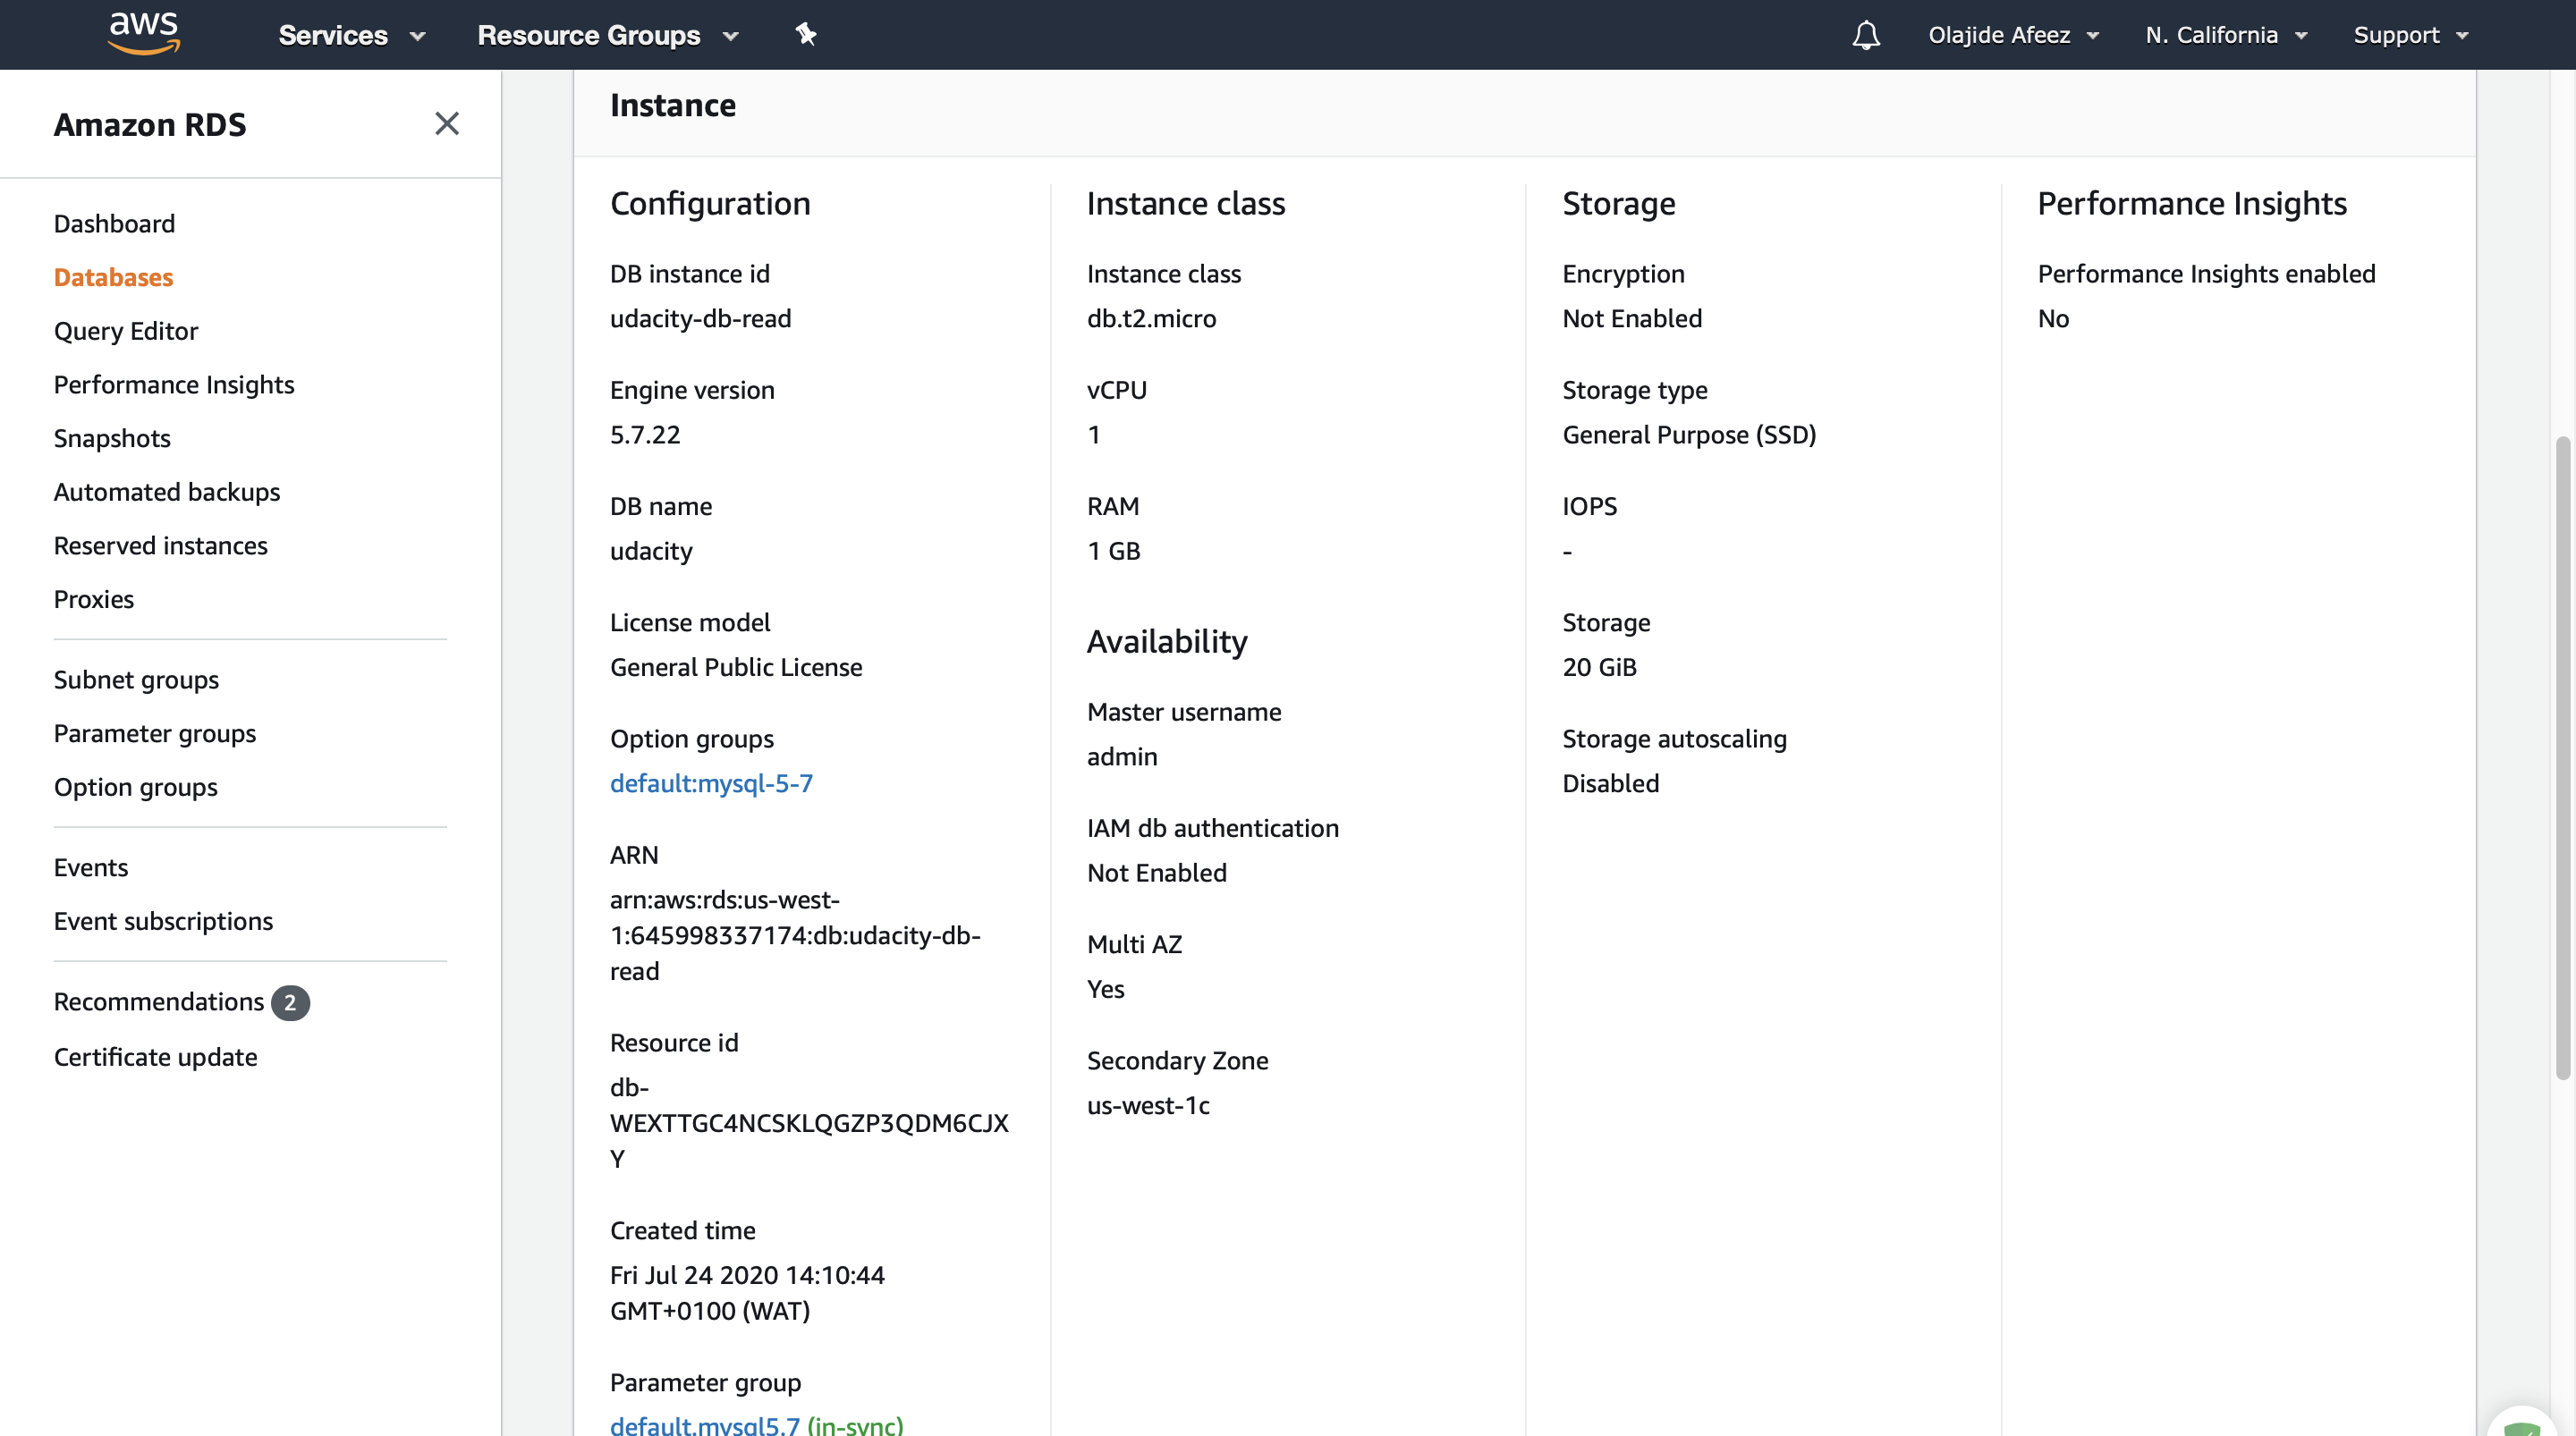 aws
Services
Resource Groups
Olajide Afeez
N. California
Support
Amazon RDS
Dashboard
Databases
Query Editor
Performance Insights
Snapshots
Automated backups
Reserved instances
Proxies
Subnet groups
Parameter groups
Option groups
Events
Event subscriptions
Recommendations 2
Certificate update
Instance
Configuration
DB instance id
udacity-db-read
Engine version
5.7.22
DB name
udacity
License model
General Public License
Option groups
default:mysql-5-7
ARN
arn:aws:rds:us-west-
1:645998337174:db:udacity-db-
read
Resource id
db-
WEXTTGC4NCSKLQGZP3QDM6CJX
Y
Created time
Fri Jul 24 2020 14:10:44
GMT+0100 (WAT)
Parameter group
default.mysql5.7 (in-sync)
Instance class
Instance class
db.t2.micro
vCPU
1
RAM
1 GB
Availability
Master username
admin
IAM db authentication
Not Enabled
Multi AZ
Yes
Secondary Zone
us-west-1c
Storage
Encryption
Not Enabled
Storage type
General Purpose (SSD)
IOPS
-
Storage
20 GiB
Storage autoscaling
Disabled
Performance Insights
Performance Insights enabled
No